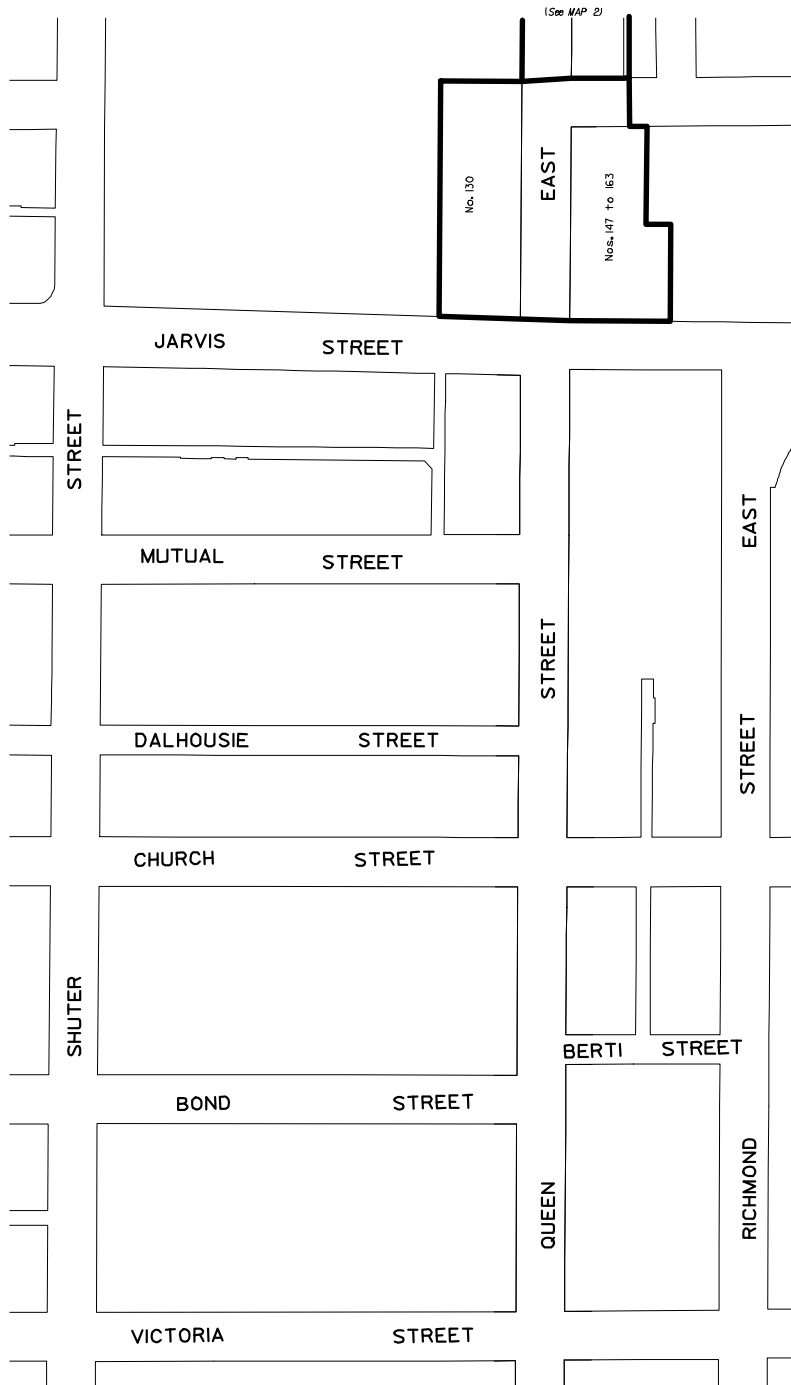 (See MAP 2)
No. 130
EAST
Nos. 147 to 163
JARVIS STREET
STREET
EAST
MUTUAL STREET
STREET
DALHOUSIE STREET
STREET
CHURCH STREET
SHUTER
BERTI STREET
BOND STREET
QUEEN
RICHMOND
VICTORIA STREET